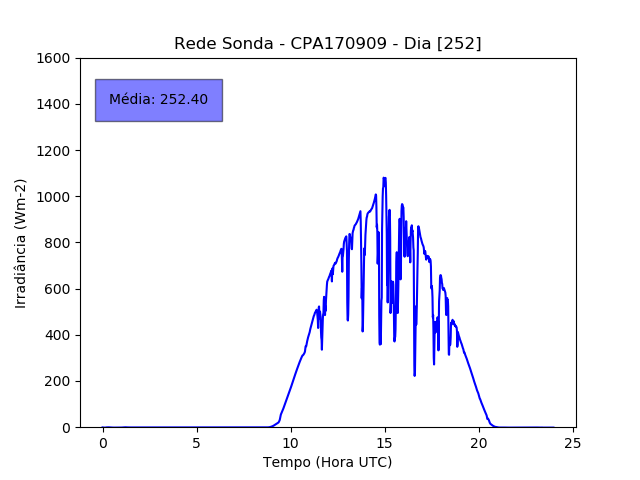 Rede Sonda - CPA170909 - Dia [252]
1600
1400
1200
1000
800
600
400
200
0
Média: 252.40
Irradiância (Wm-2)
0 5 10 15 20 25
Tempo (Hora UTC)